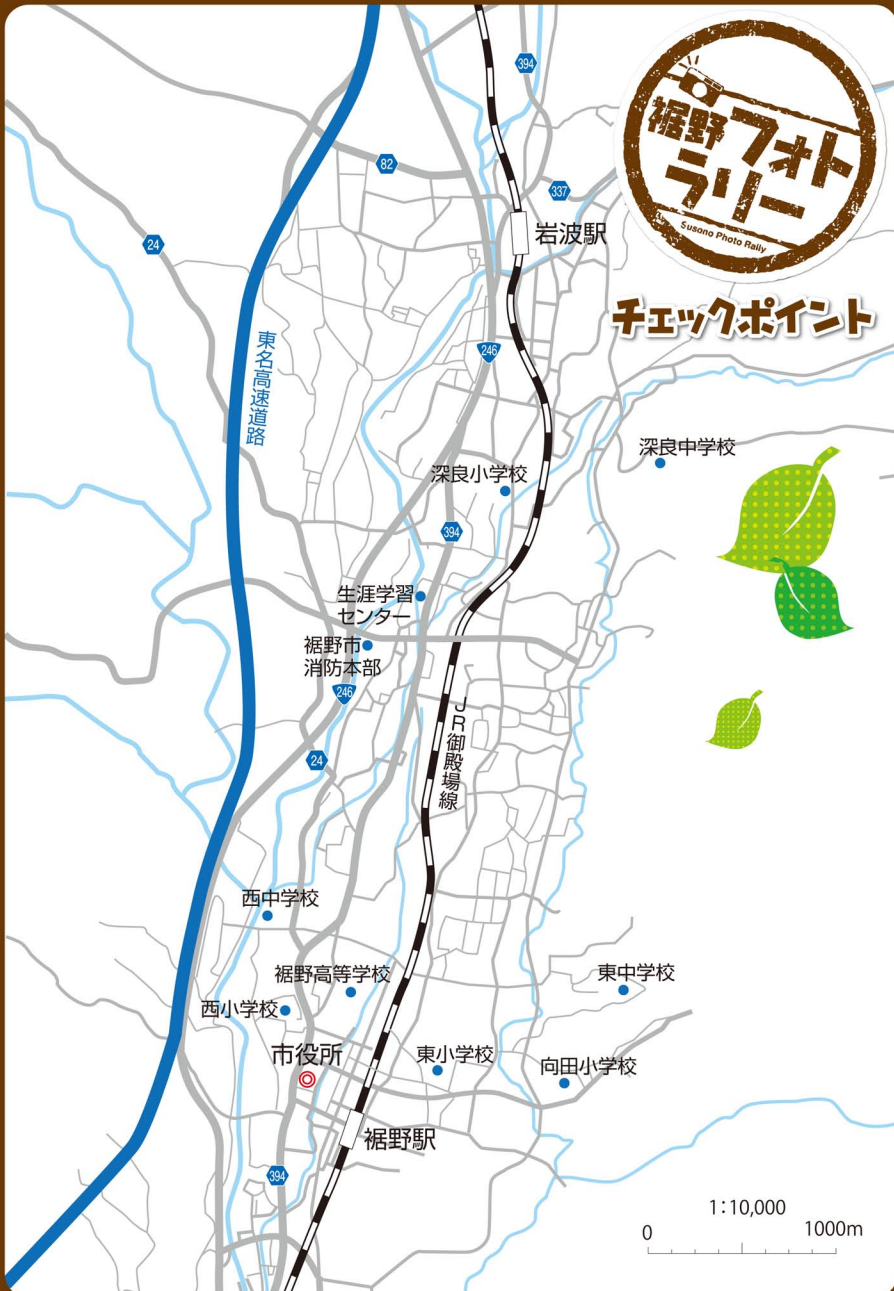 394
裾野フォト
ラリー
Susono Photo Rally
82
337
24
岩波駅
チェックポイント
東名高速道路
246
深良中学校
深良小学校
394
生涯学習
センター
裾野市
消防本部
246
JR御殿場線
24
西中学校
裾野高等学校
東中学校
西小学校
市役所
東小学校
向田小学校
裾野駅
394
1:10,000
0
1000m